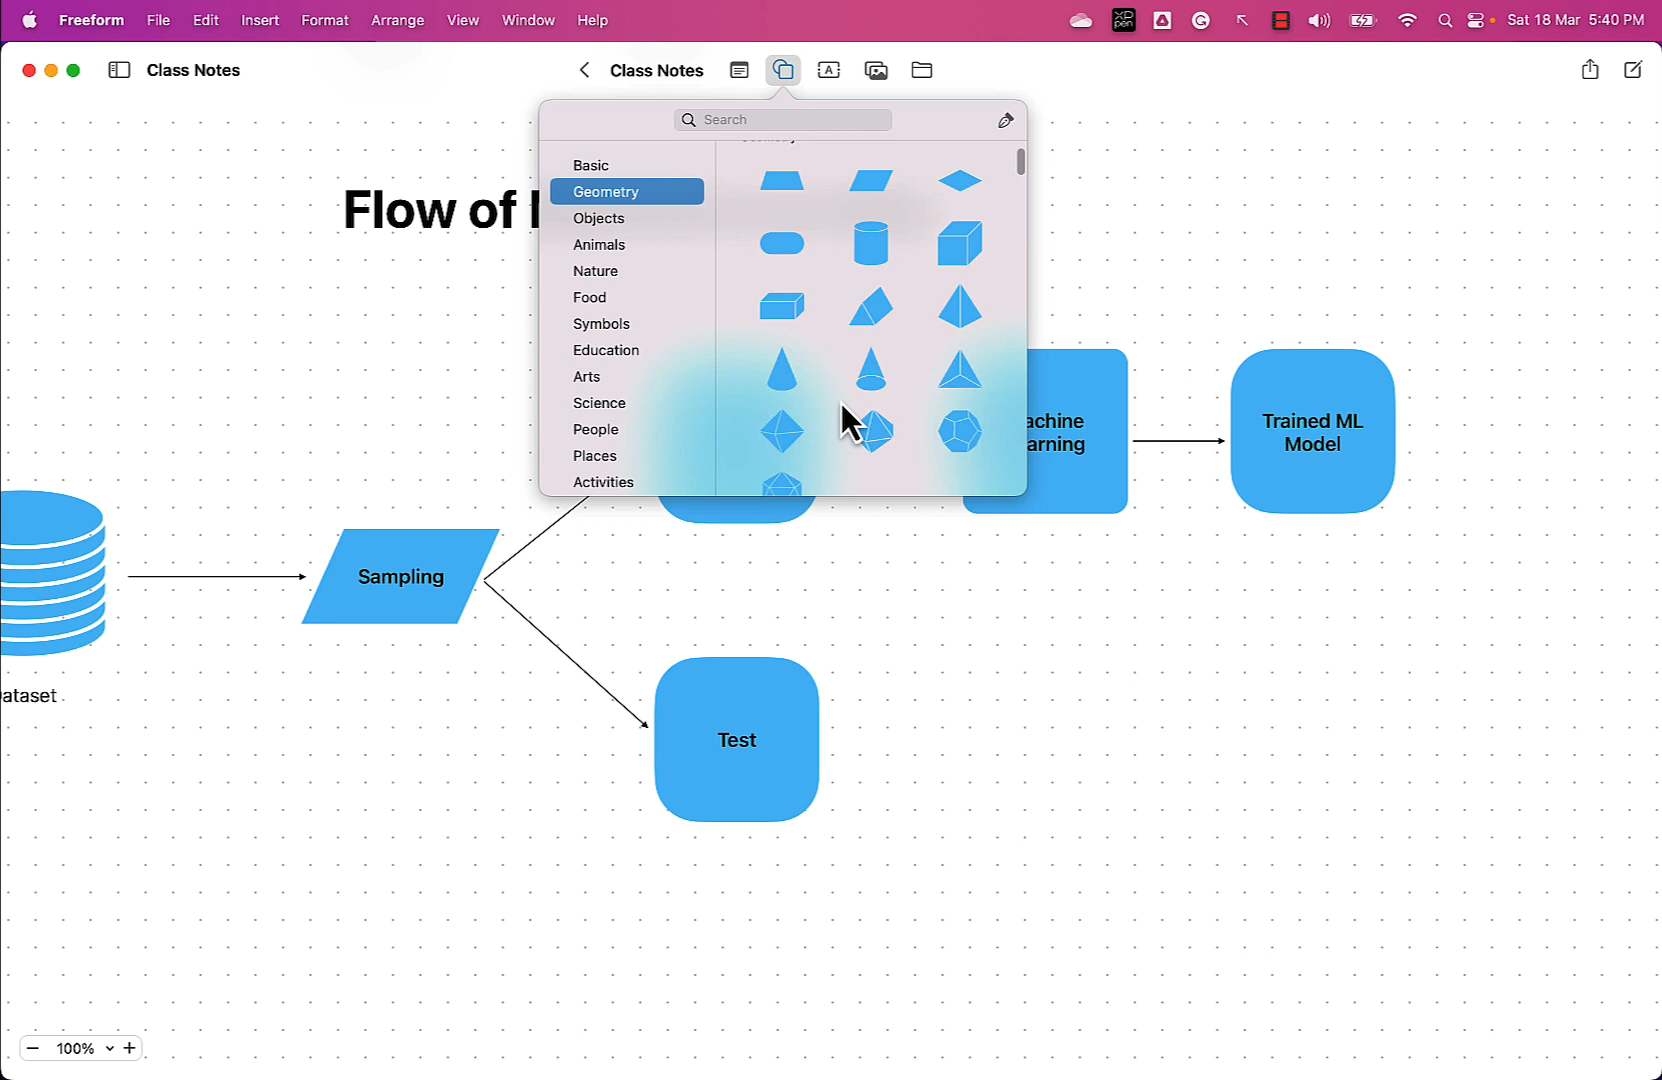 Freeform File Edit Insert Format Arrange View Window Help
XP pen
Sat 18 Mar 5:40 PM
Class Notes
Class Notes
A
Search
Basic
Geometry
Objects
Animals
Nature
Food
Symbols
Education
Arts
Science
People
Places
Activities
Flow of
achine
arning
Trained ML
Model
Sampling
ataset
Test
100%